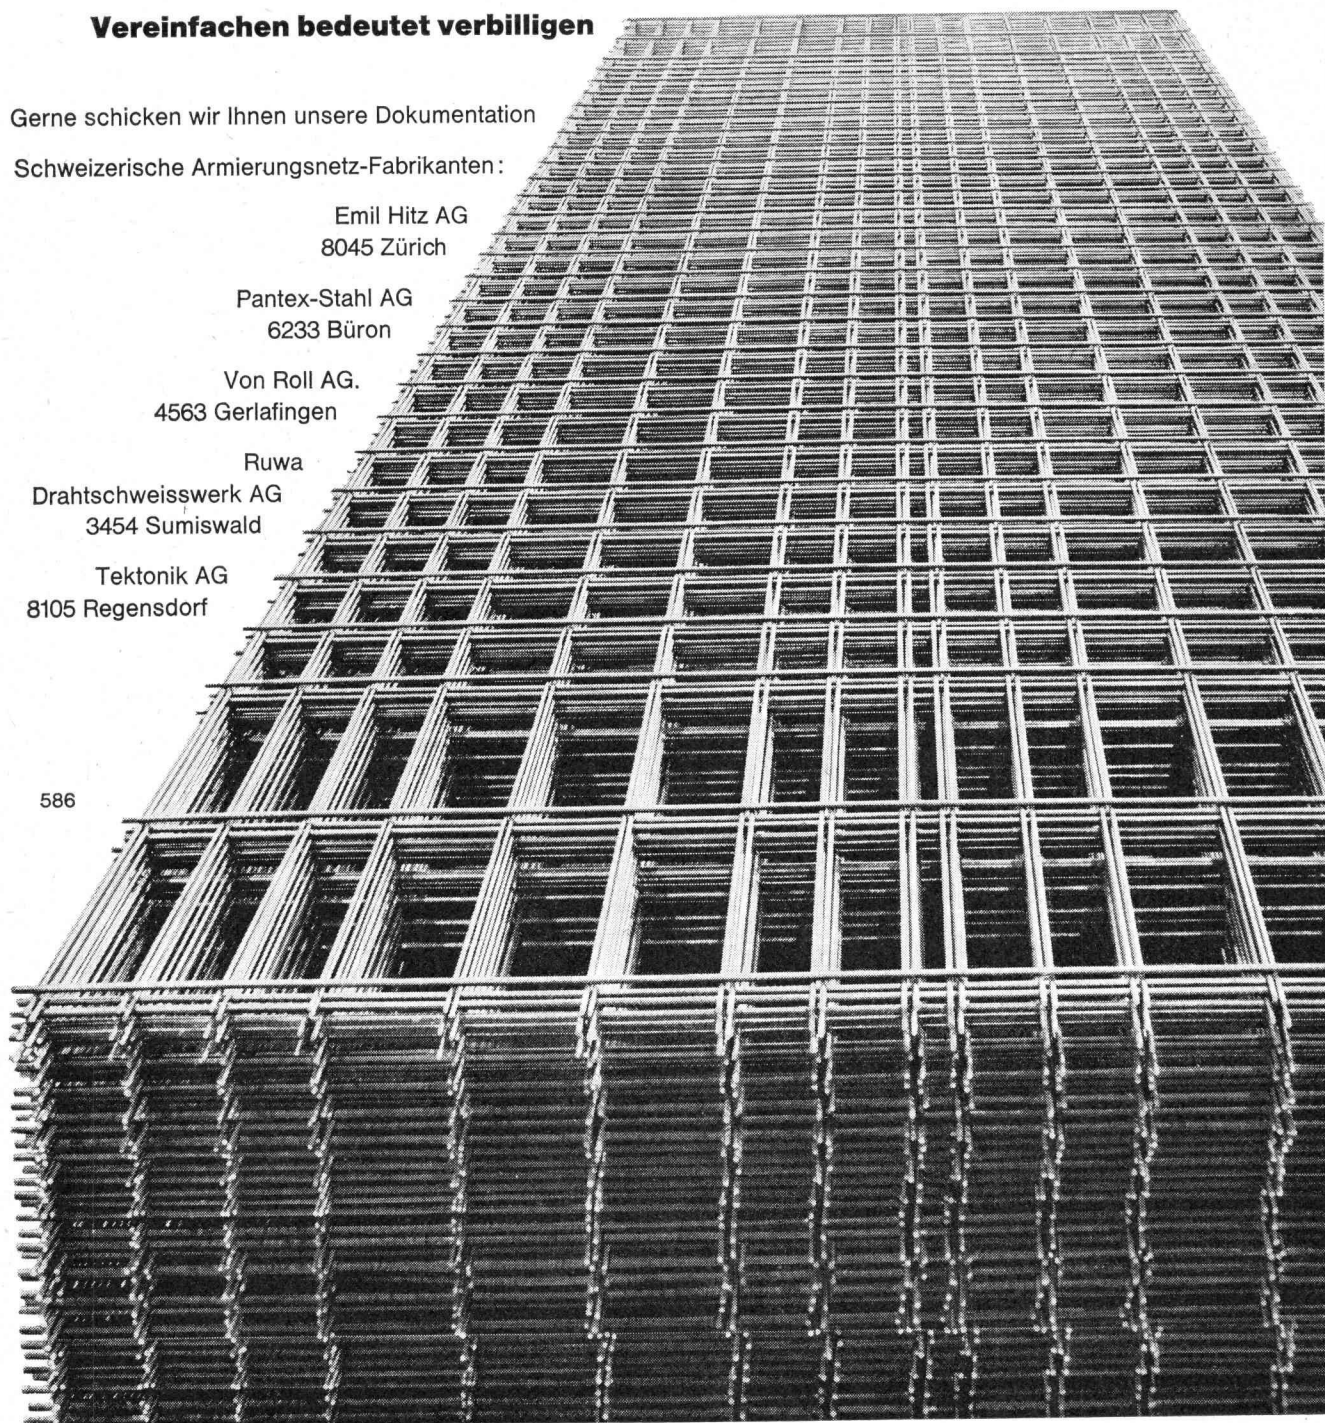 Vereinfachen bedeutet verbilligen
Gerne schicken wir Ihnen unsere Dokumentation
Schweizerische Armierungsnetz-Fabrikanten:
Emil Hitz AG
8045 Zürich
Pantex-Stahl AG
6233 Büron
Von Roll AG.
4563 Gerlafingen
Ruwa
Drahtschweisswerk AG
3454 Sumiswald
Tektonik AG
8105 Regensdorf
586